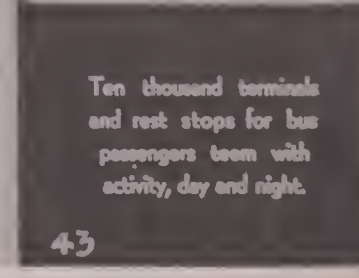 Ten thousand terminals
and rest stops for bus
passengers teem with
activity, day and night.
43